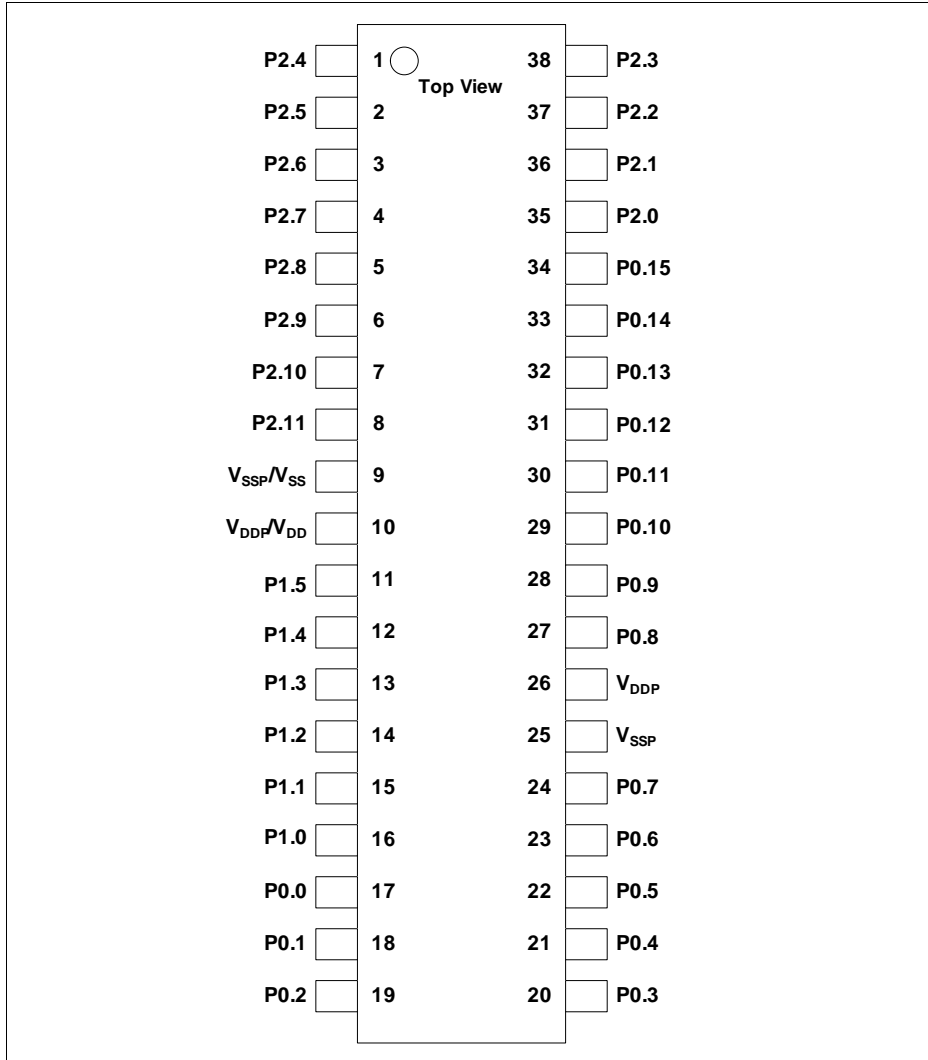 P2.4 1 38 P2.3
Top View
P2.5 2 37 P2.2
P2.6 3 36 P2.1
P2.7 4 35 P2.0
P2.8 5 34 P0.15
P2.9 6 33 P0.14
P2.10 7 32 P0.13
P2.11 8 31 P0.12
VSSP/VSS 9 30 P0.11
VDDP/VDD 10 29 P0.10
P1.5 11 28 P0.9
P1.4 12 27 P0.8
P1.3 13 26 VDDP
P1.2 14 25 VSSP
P1.1 15 24 P0.7
P1.0 16 23 P0.6
P0.0 17 22 P0.5
P0.1 18 21 P0.4
P0.2 19 20 P0.3